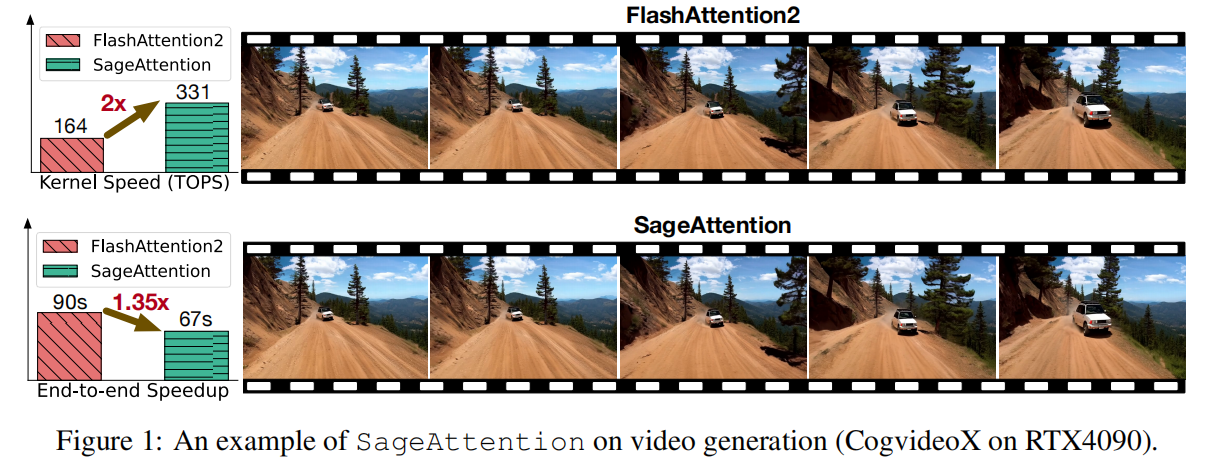 FlashAttention2
FlashAttention2
SageAttention
2x
331
164
Kernel Speed (TOPS)
SageAttention
FlashAttention2
SageAttention
90s
1.35x
67s
End-to-end Speedup
Figure 1: An example of SageAttention on video generation (CogvideoX on RTX4090).